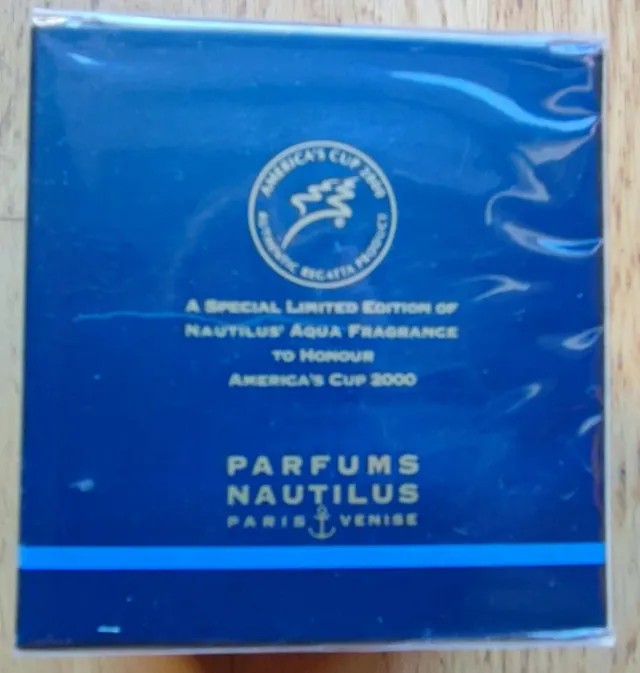 AMERICA'S CUP 2000
AUTHENTIC REGATTA PRODUCT
A SPECIAL LIMITED EDITION OF
NAUTILUS' AQUA FRAGRANCE
TO HONOUR
AMERICA'S CUP 2000
PARFUMS
NAUTILUS
PARIS VENISE